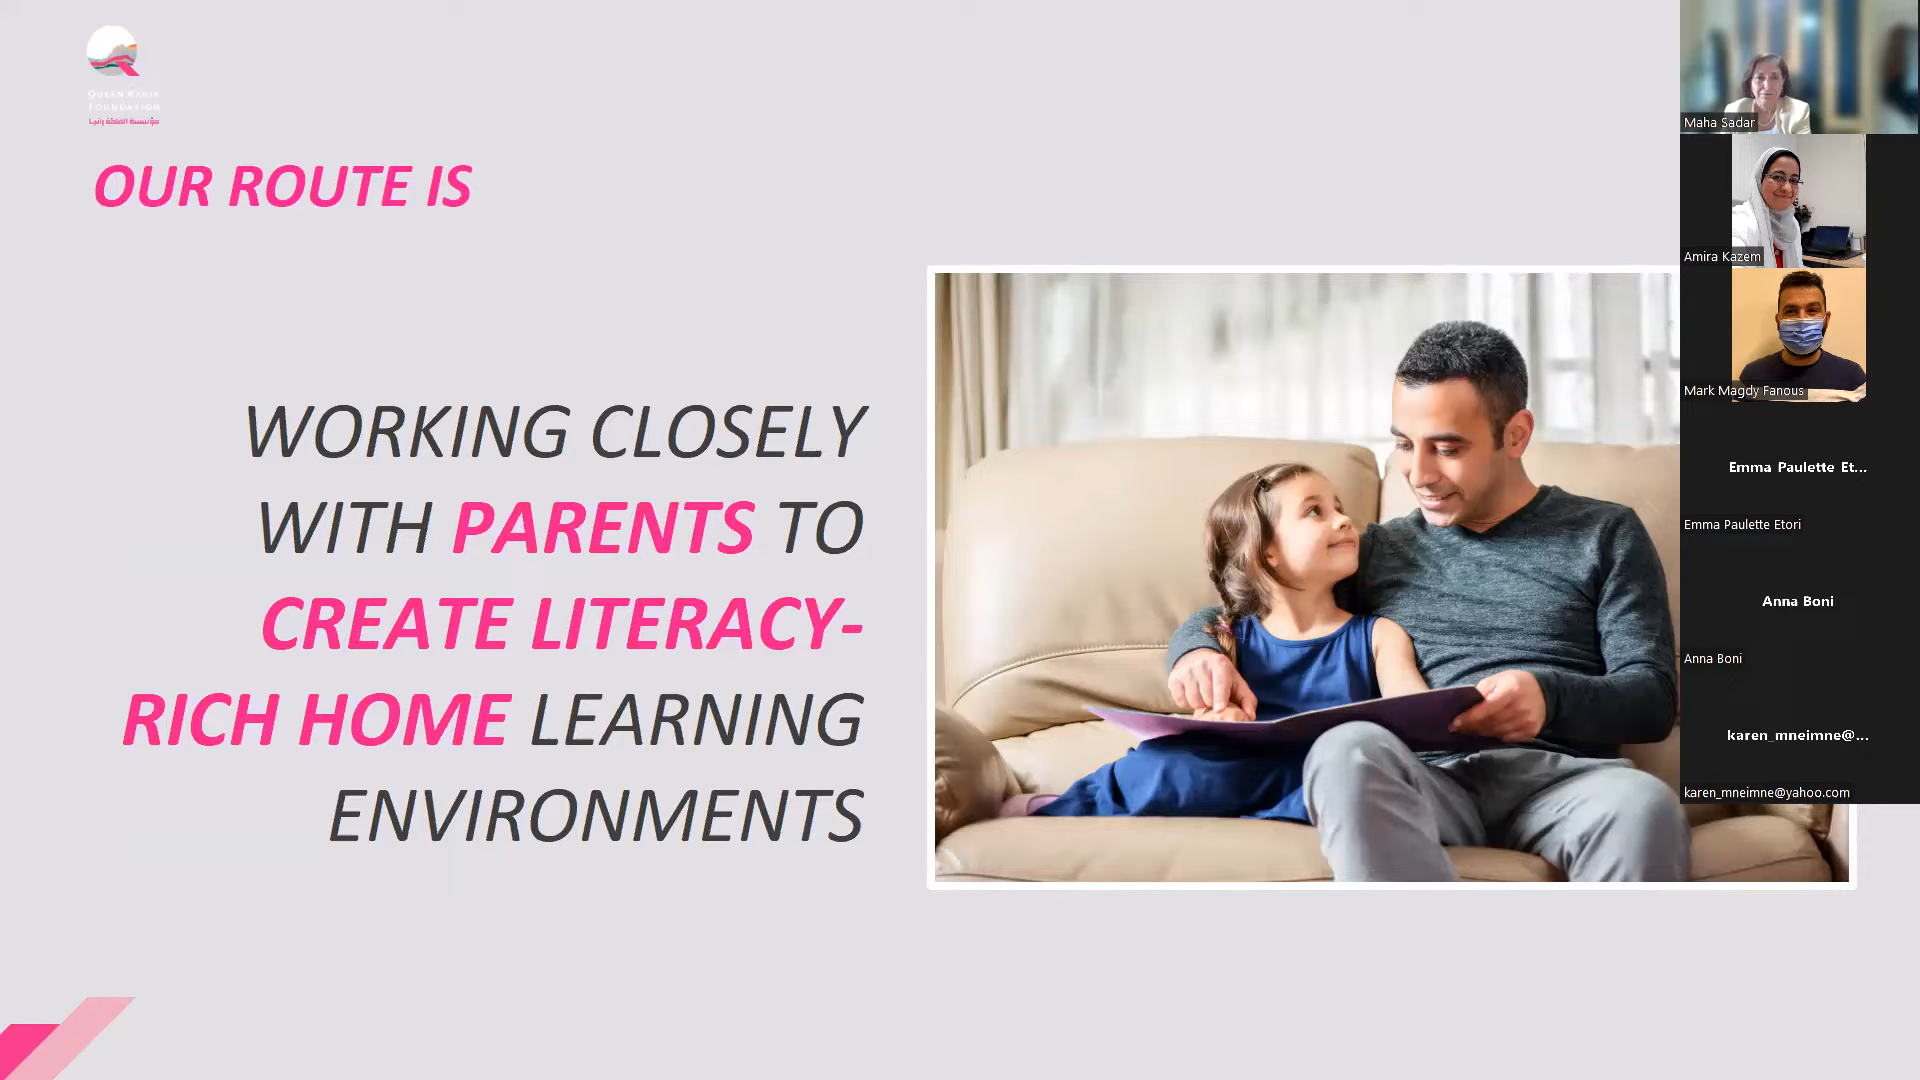 QUEEN RANIA
FOUNDATION
مؤسسة الملكة رانيا
OUR ROUTE IS
WORKING CLOSELY
WITH PARENTS TO
CREATE LITERACY-
RICH HOME LEARNING
ENVIRONMENTS
Maha Sadar
Amira Kazem
Mark Magdy Fanous
Emma Paulette Et...
Emma Paulette Etori
Anna Boni
Anna Boni
karen_mneimne@...
karen_mneimne@yahoo.com